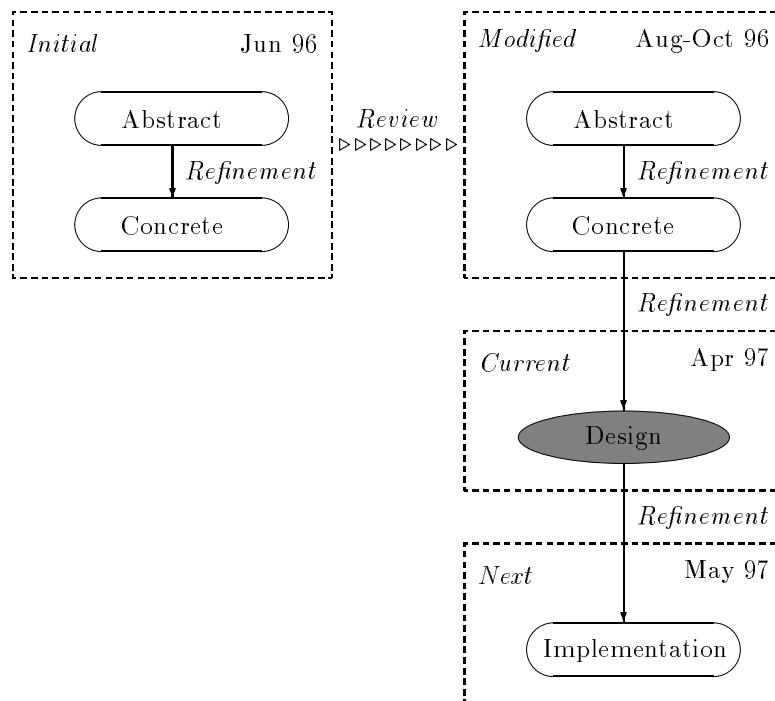 Initial Jun 96
Abstract
Refinement
Concrete
Review
Modified Aug-Oct 96
Abstract
Refinement
Concrete
Refinement
Current Apr 97
Design
Refinement
Next May 97
Implementation